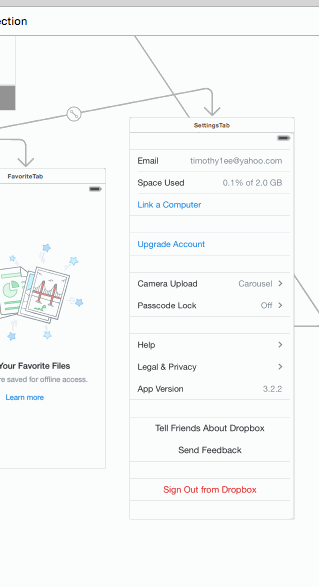 ection
SettingsTab
FavoriteTab
Email timothy1ee@yahoo.com
Space Used 0.1% of 2.0 GB
Link a Computer
Upgrade Account
Camera Upload Carousel
Passcode Lock Off
Help
Legal & Privacy
App Version 3.2.2
Tell Friends About Dropbox
Send Feedback
Sign Out from Dropbox
Your Favorite Files
re saved for offline access.
Learn more